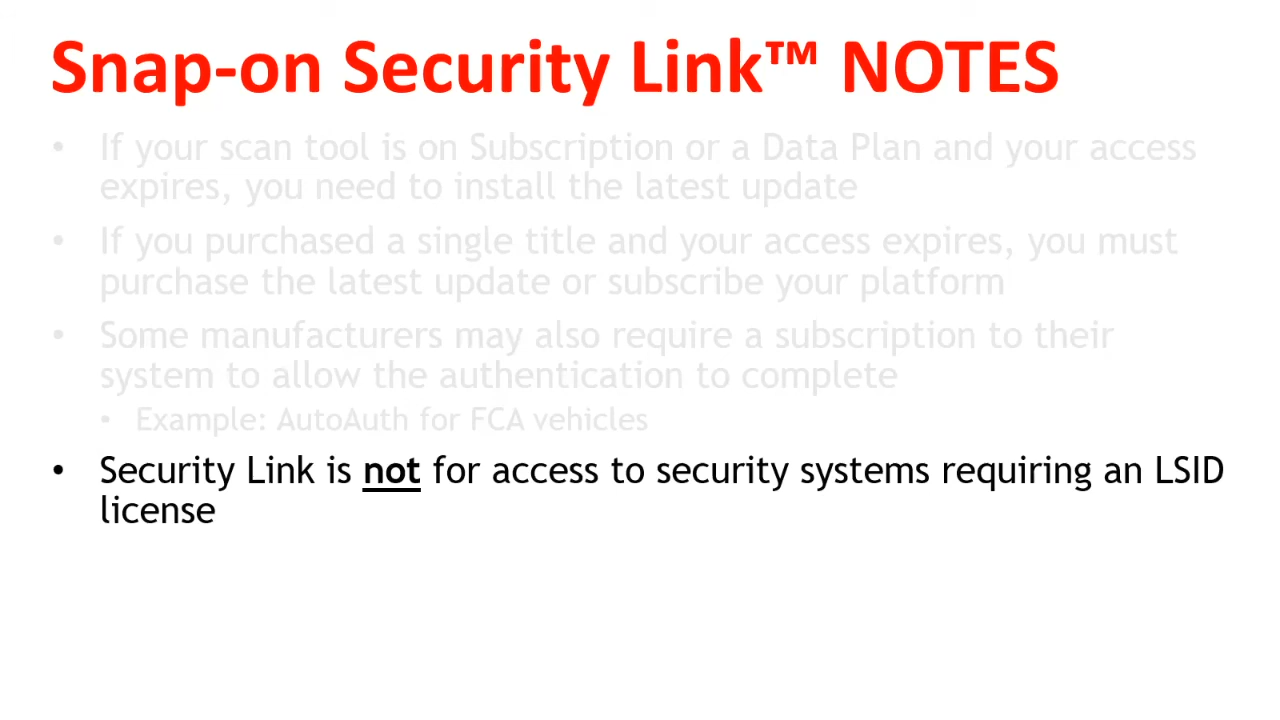 Snap-on Security Link™ NOTES
• If your scan tool is on Subscription or a Data Plan and your access
expires, you need to install the latest update
• If you purchased a single title and your access expires, you must
purchase the latest update or subscribe your platform
• Some manufacturers may also require a subscription to their
system to allow the authentication to complete
• Example: AutoAuth for FCA vehicles
• Security Link is not for access to security systems requiring an LSID
license